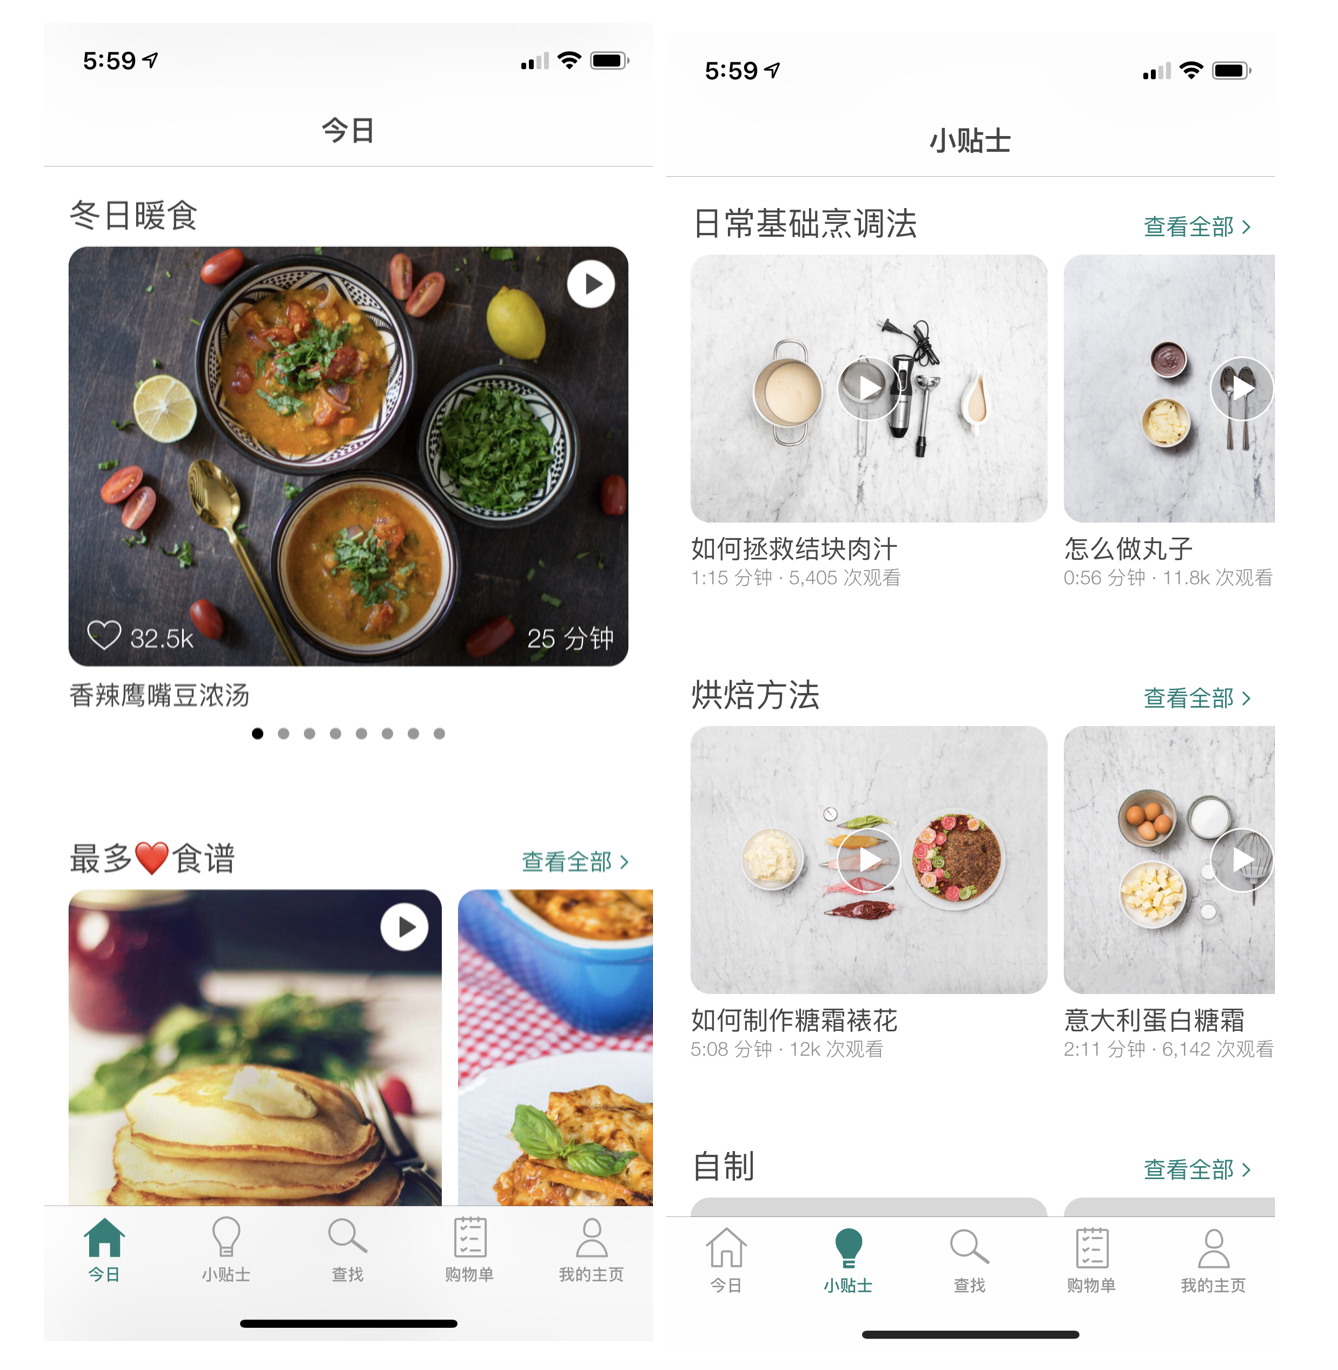 5:59
今日
冬日暖食
32.5k
25 分钟
香辣鹰嘴豆浓汤
最多❤️食谱
查看全部 >
今日
小贴士
查找
购物单
我的主页
5:59
小贴士
日常基础烹调法
查看全部 >
如何拯救结块肉汁
1:15 分钟 · 5,405 次观看
怎么做丸子
0:56 分钟 · 11.8k 次观看
烘焙方法
查看全部 >
如何制作糖霜裱花
5:08 分钟 · 12k 次观看
意大利蛋白糖霜
2:11 分钟 · 6,142 次观看
自制
查看全部 >
今日
小贴士
查找
购物单
我的主页